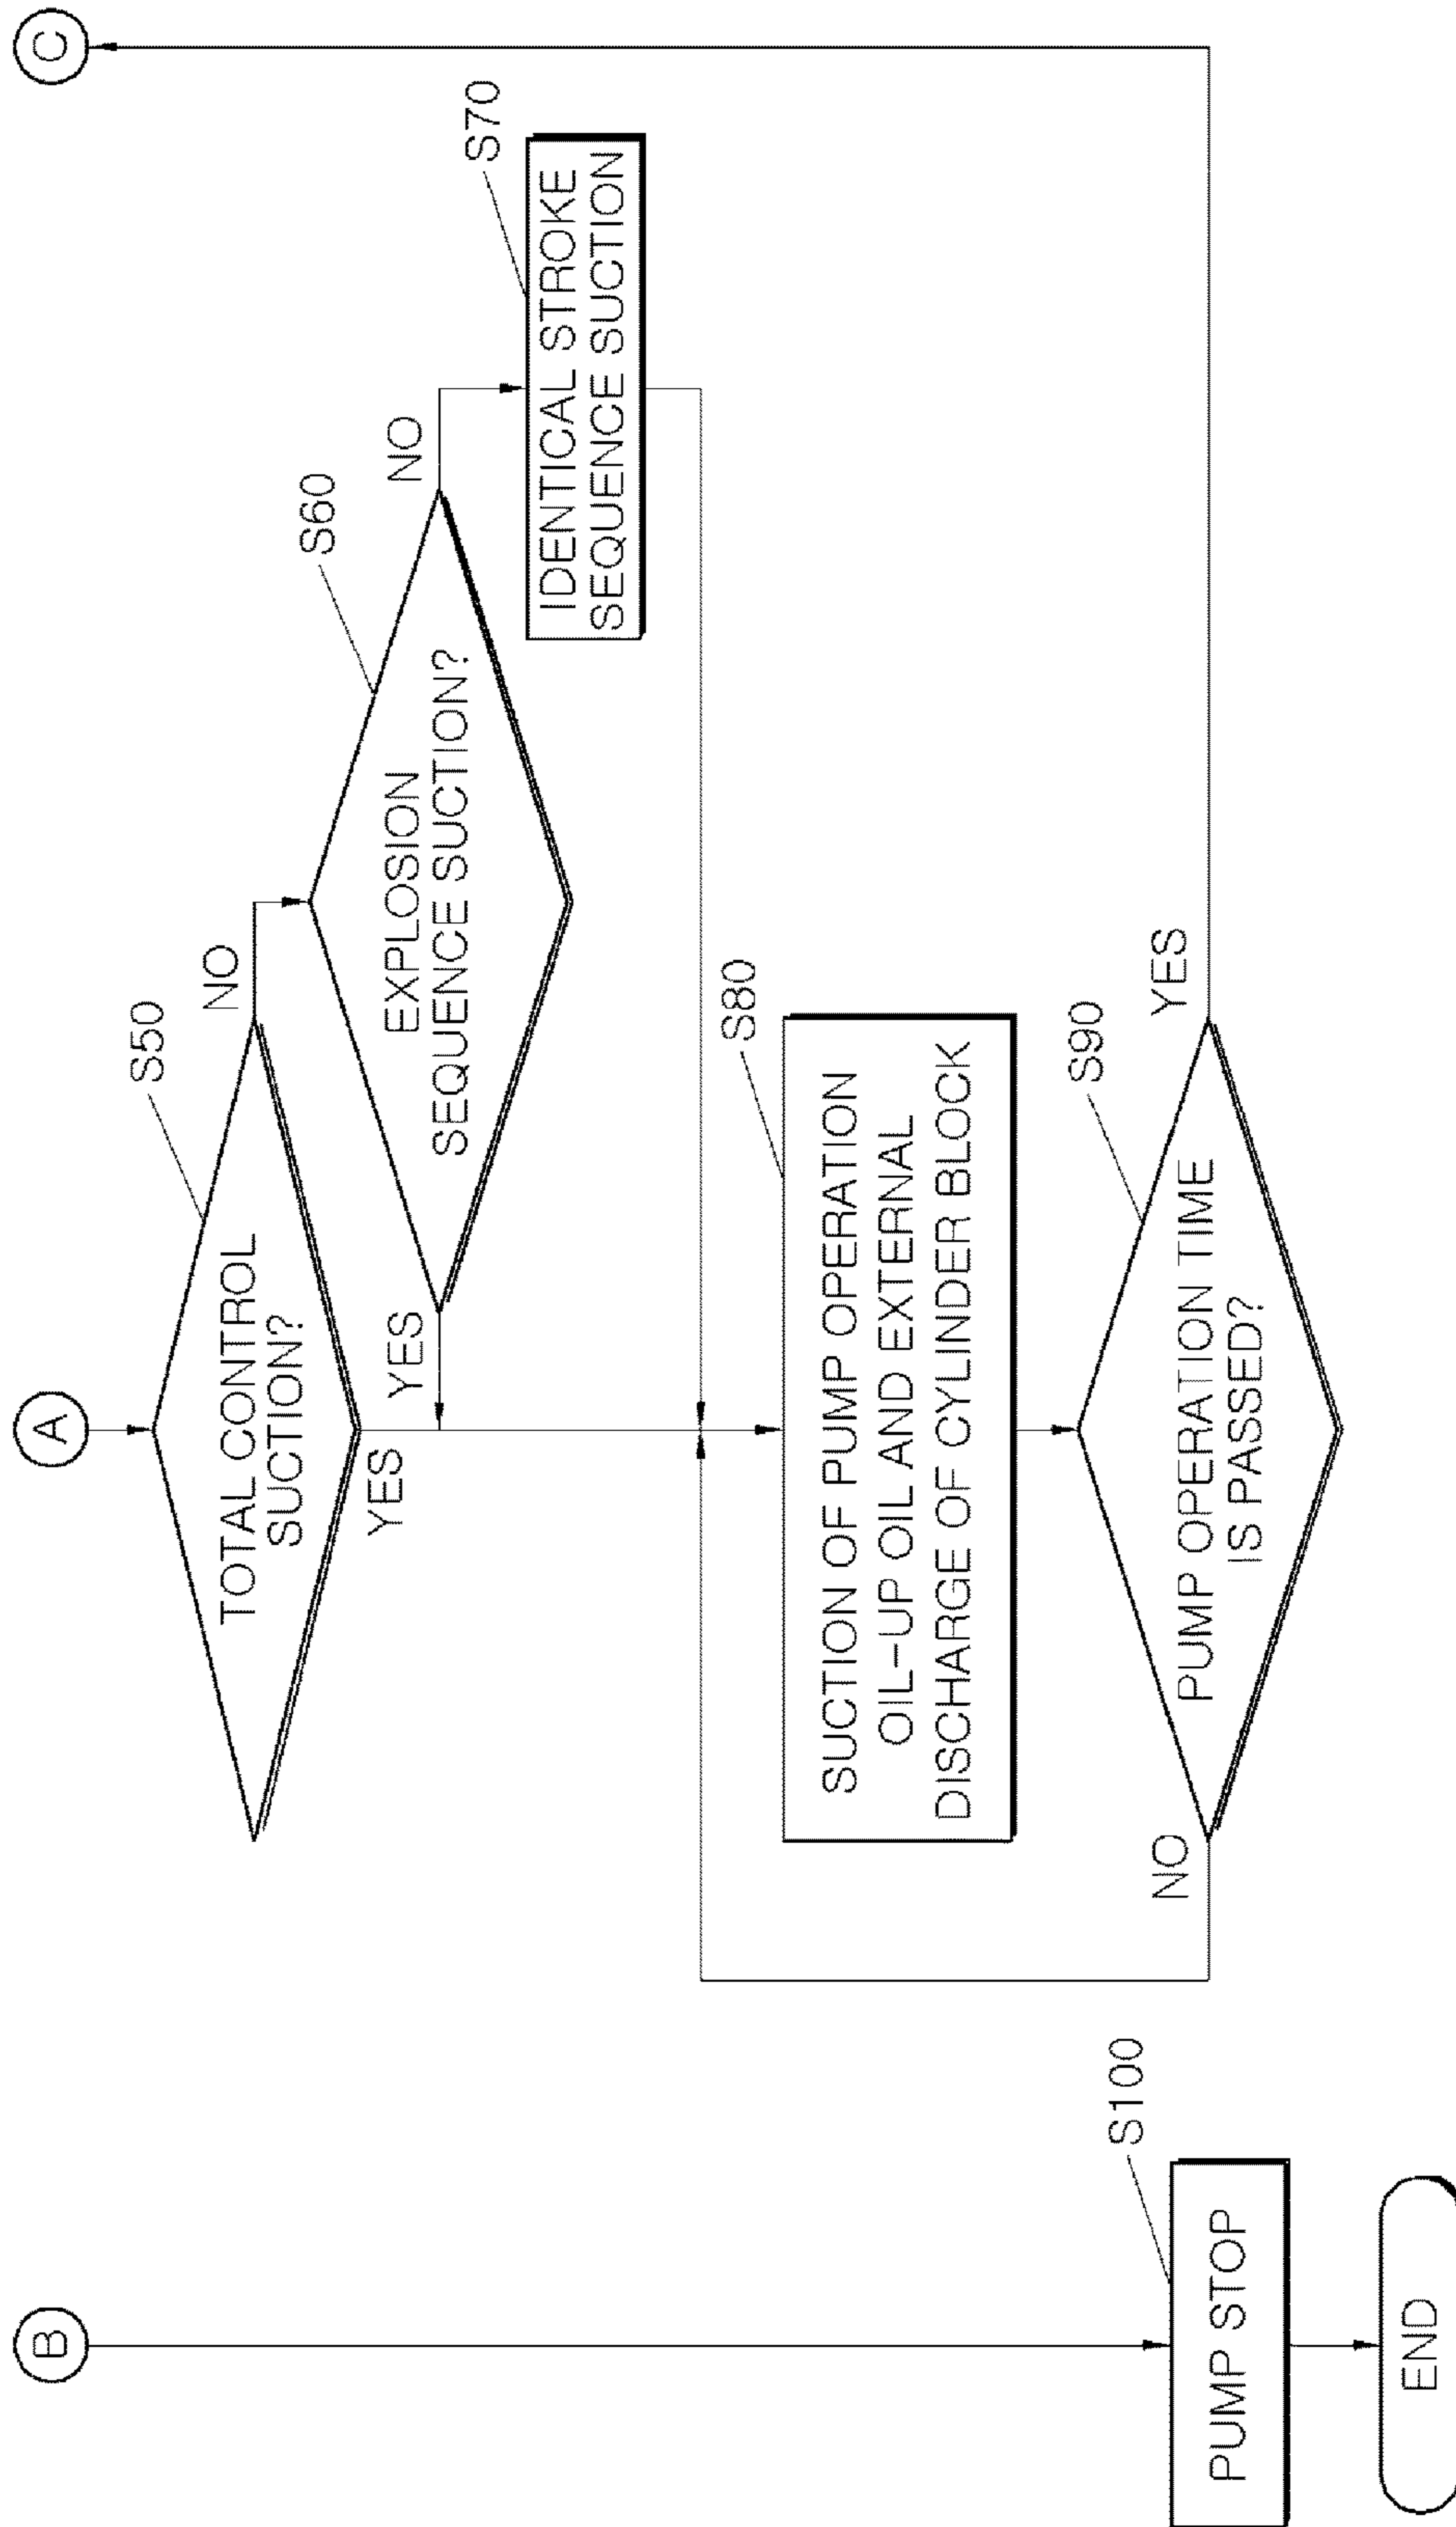 B
A
C
S50
TOTAL CONTROL
SUCTION?
NO
YES
S60
EXPLOSION
SEQUENCE SUCTION?
NO
YES
S70
IDENTICAL STROKE
SEQUENCE SUCTION
S80
SUCTION OF PUMP OPERATION
OIL-UP OIL AND EXTERNAL
DISCHARGE OF CYLINDER BLOCK
S90
PUMP OPERATION TIME
IS PASSED?
NO
YES
S100
PUMP STOP
END